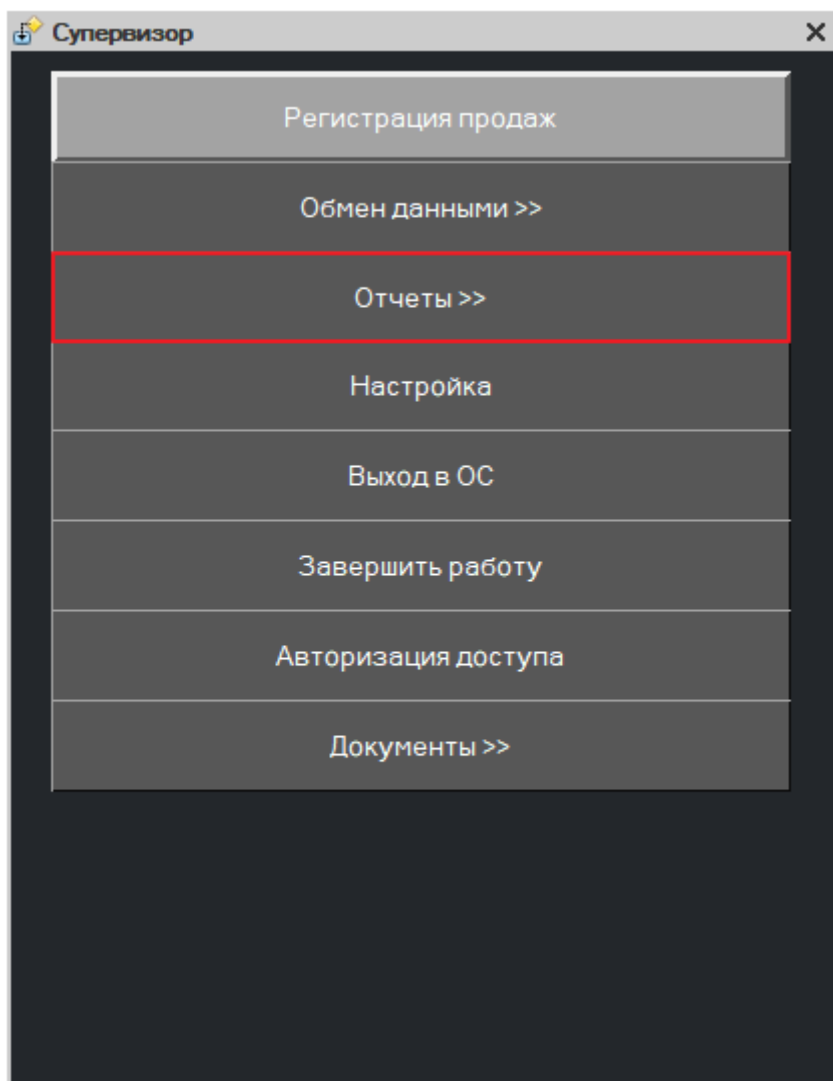 Супервизор
Регистрация продаж
Обмен данными >>
Отчеты >>
Настройка
Выход в ОС
Завершить работу
Авторизация доступа
Документы >>